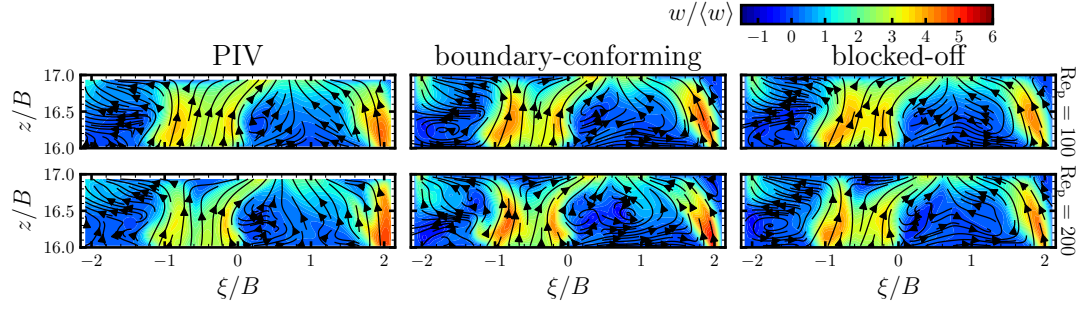 w/⟨w⟩
−1 0 1 2 3 4 5 6
PIV boundary-conforming blocked-off
17.0
z/B 16.5
16.0
Re_p = 100
17.0
z/B 16.5
16.0
Re_p = 200
−2 −1 0 1 2 −2 −1 0 1 2 −2 −1 0 1 2
ξ/B ξ/B ξ/B